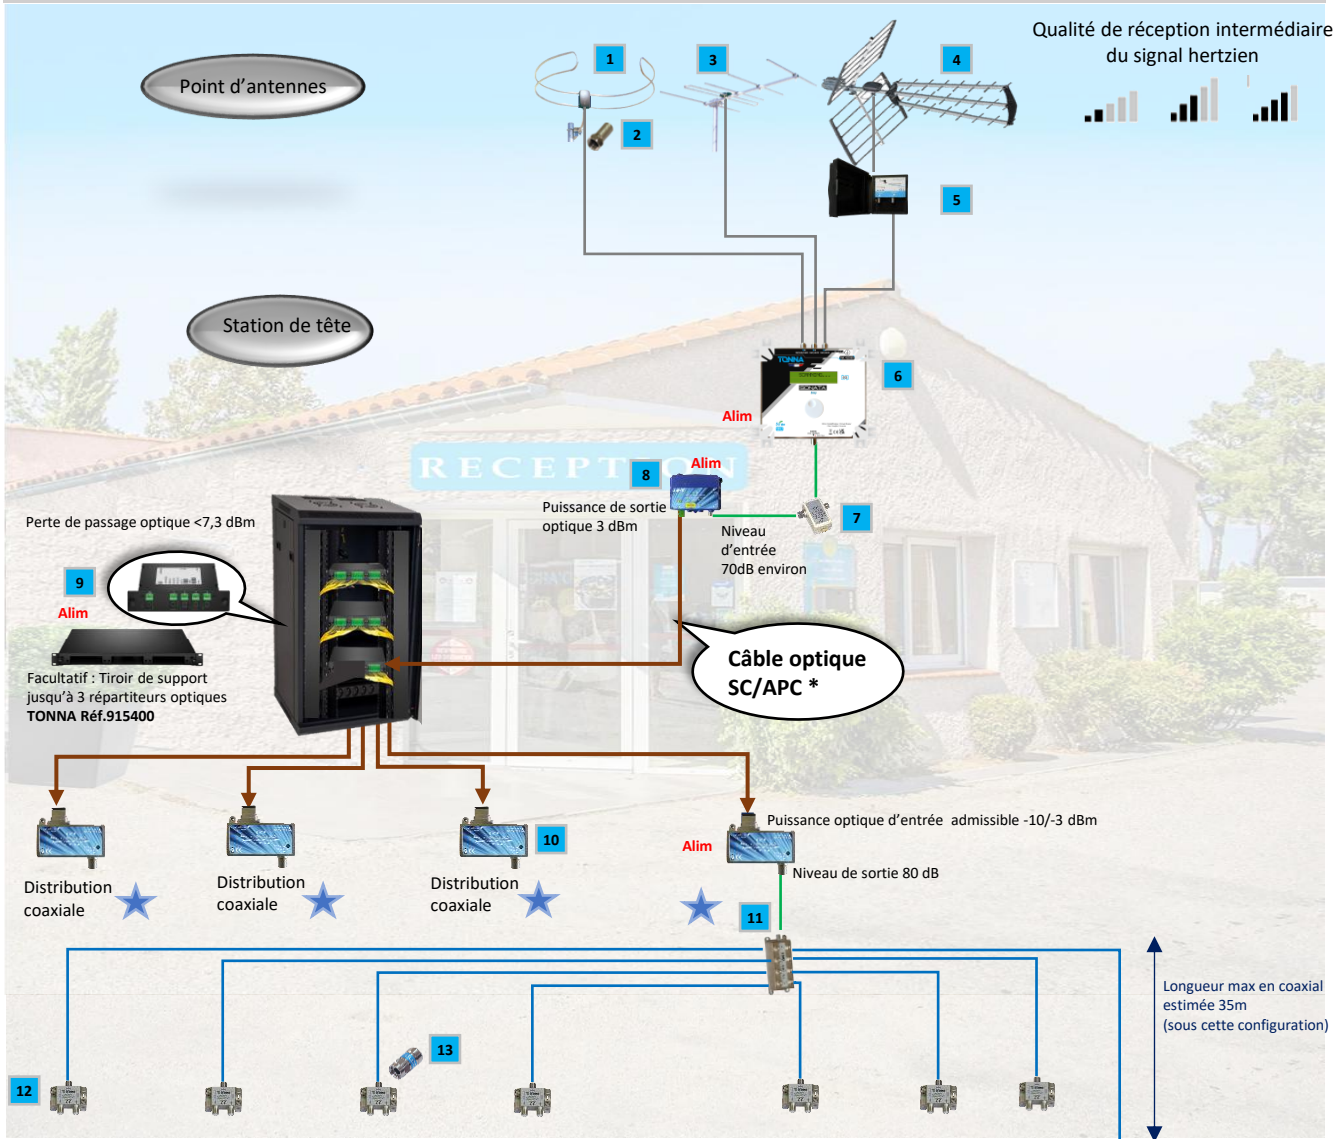 Qualité de réception intermédiaire
du signal hertzien
Point d'antennes
1
2
3
4
5
Station de tête
TONNA
SONATA
6
Alim
RECEPTION
Alim
8
Puissance de sortie
optique 3 dBm
7
Niveau
d'entrée
70dB environ
Perte de passage optique <7,3 dBm
9
Alim
Facultatif : Tiroir de support
jusqu'à 3 répartiteurs optiques
TONNA Réf.915400
Câble optique
SC/APC *
10
Puissance optique d'entrée admissible -10/-3 dBm
Alim
Niveau de sortie 80 dB
Distribution
coaxiale
Distribution
coaxiale
Distribution
coaxiale
11
Longueur max en coaxial
estimée 35m
(sous cette configuration)
13
12